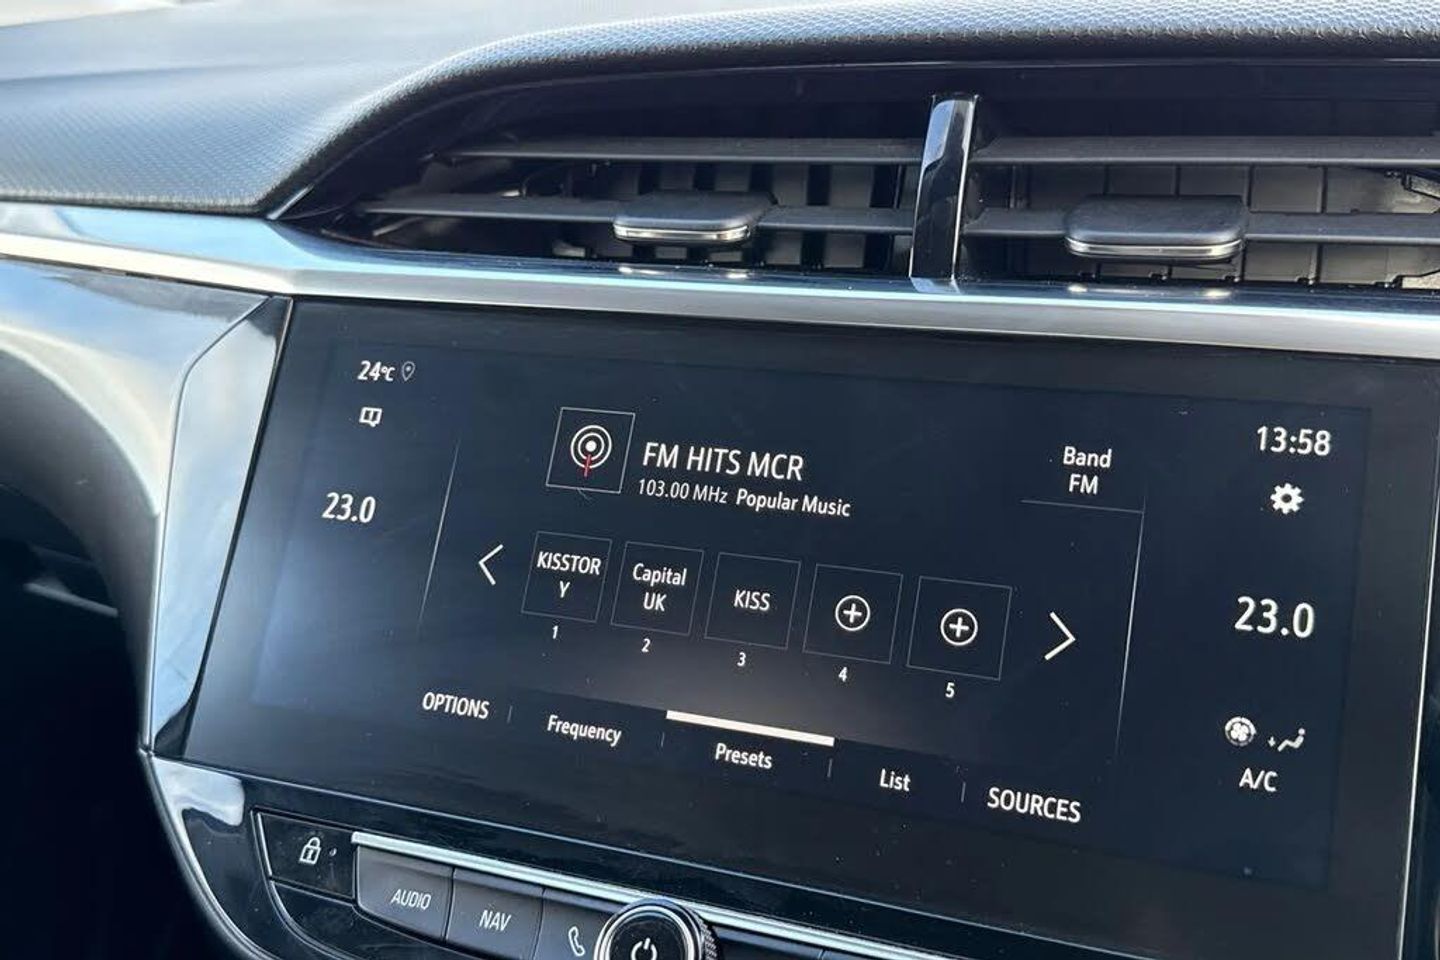 24°C
23.0
FM HITS MCR
103.00 MHz Popular Music
Band
FM
13:58
KISSTOR
Y
1
Capital
UK
2
KISS
3
4
5
23.0
A/C
OPTIONS
Frequency
Presets
List
SOURCES
AUDIO
NAV